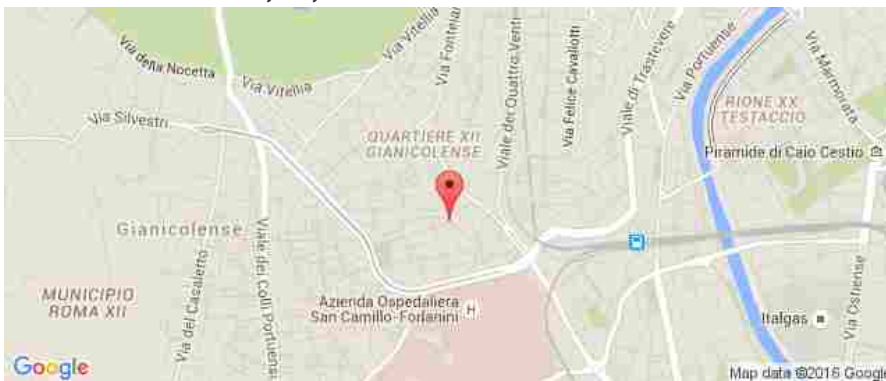 Via della Nocetta
Via Vitellia
Via Vitellia
Via Fonteian
Viale dei Quattro Venti
Via Felice Cavallotti
Viale di Trastevere
Via Portuense
Via Marmorata
Via Silvestri
QUARTIERE XII
GIANICOLENSE
RIONE XX
TESTACCIO
Piramide di Caio Cestio
Gianicolense
Viale dei Colli Portuensi
MUNICIPIO
ROMA XII
Via del Casaletto
Azienda Ospedaliera
San Camillo-Forlanini
H
Italgas
Via Ostiense
Google
Map data ©2016 Google